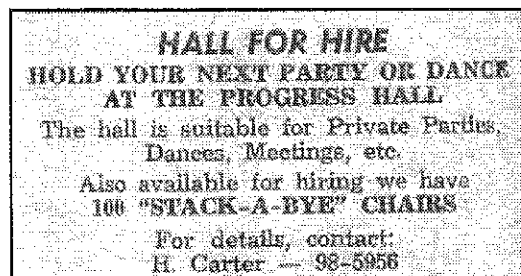 HALL FOR HIRE
HOLD YOUR NEXT PARTY OR DANCE
AT THE PROGRESS HALL
The hall is suitable for Private Parties,
Dances, Meetings, etc.
Also available for hiring we have
100 "STACK-A-BYE" CHAIRS
For details, contact:
H. Carter — 98-5956